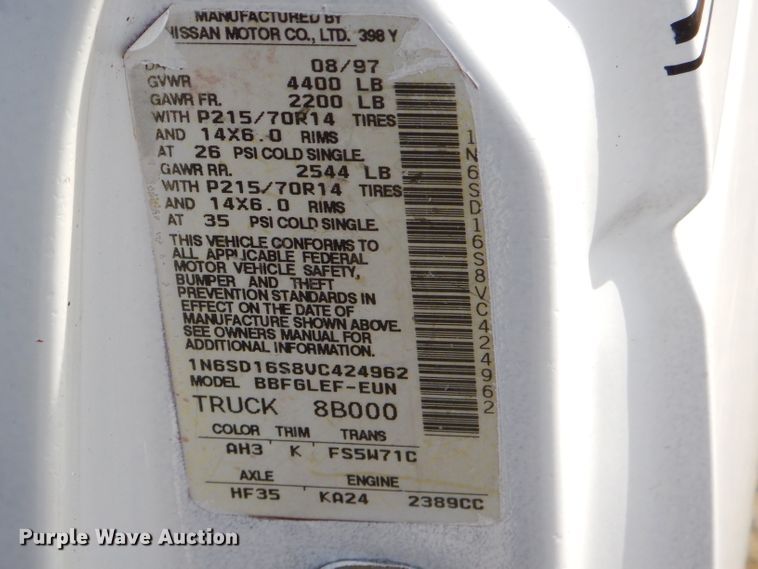 MANUFACTURED BY
NISSAN MOTOR CO., LTD. 398 Y
08/97
GVWR 4400 LB
GAWR FR. 2200 LB
WITH P215/70R14 TIRES
AND 14X6.0 RIMS
AT 26 PSI COLD SINGLE.
GAWR RR. 2544 LB
WITH P215/70R14 TIRES
AND 14X6.0 RIMS
AT 35 PSI COLD SINGLE.
THIS VEHICLE CONFORMS TO
ALL APPLICABLE FEDERAL
MOTOR VEHICLE SAFETY,
BUMPER AND THEFT
PREVENTION STANDARDS IN
EFFECT ON THE DATE OF
MANUFACTURE SHOWN ABOVE.
SEE OWNERS MANUAL FOR
ADDITIONAL INFORMATION.
1N6SD16S8VC424962
MODEL BBFGLEF-EUN
TRUCK 8B000
COLOR TRIM TRANS
AH3 K FS5W71C
AXLE ENGINE
HF35 KA24 2389CC
1N6SD16S8VC424962
Purple Wave Auction